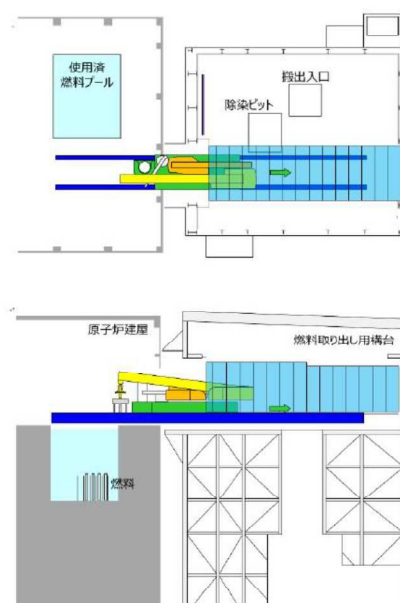 使用済
燃料プール
搬出入口
除染ピット
原子炉建屋
燃料取り出し用構台
燃料